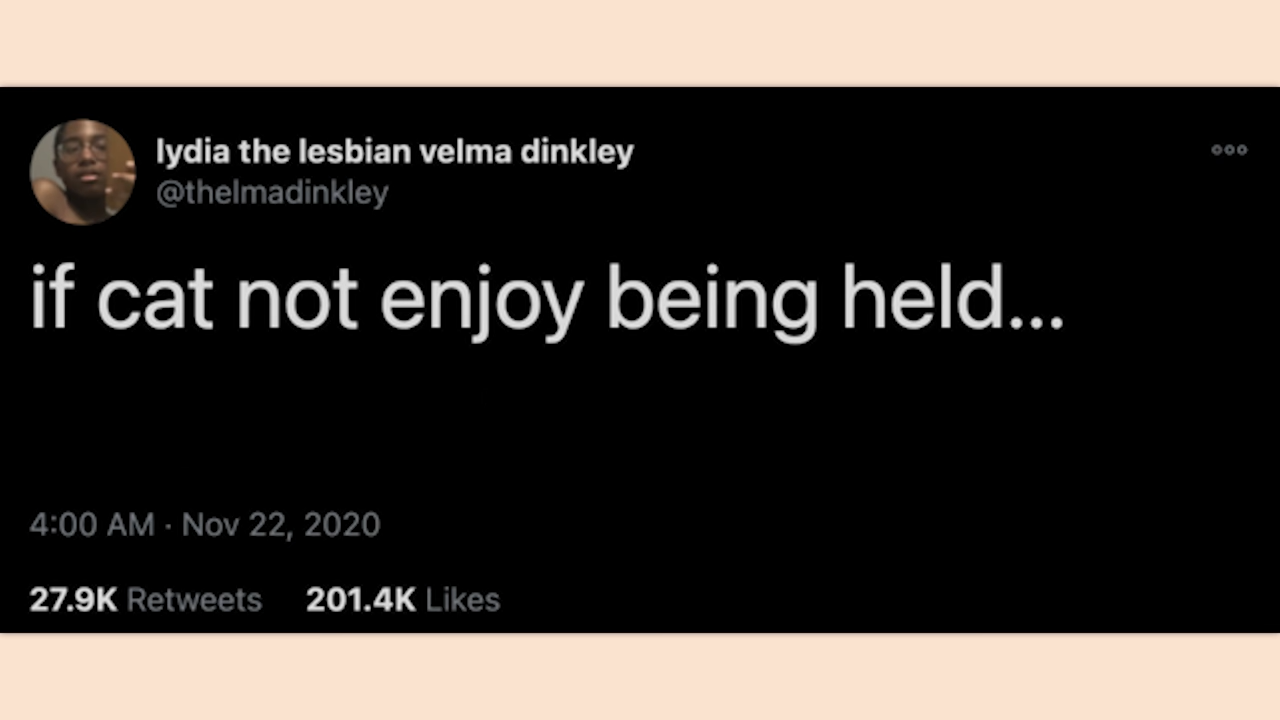 lydia the lesbian velma dinkley
@thelmadinkley
if cat not enjoy being held...
4:00 AM · Nov 22, 2020
27.9K Retweets 201.4K Likes